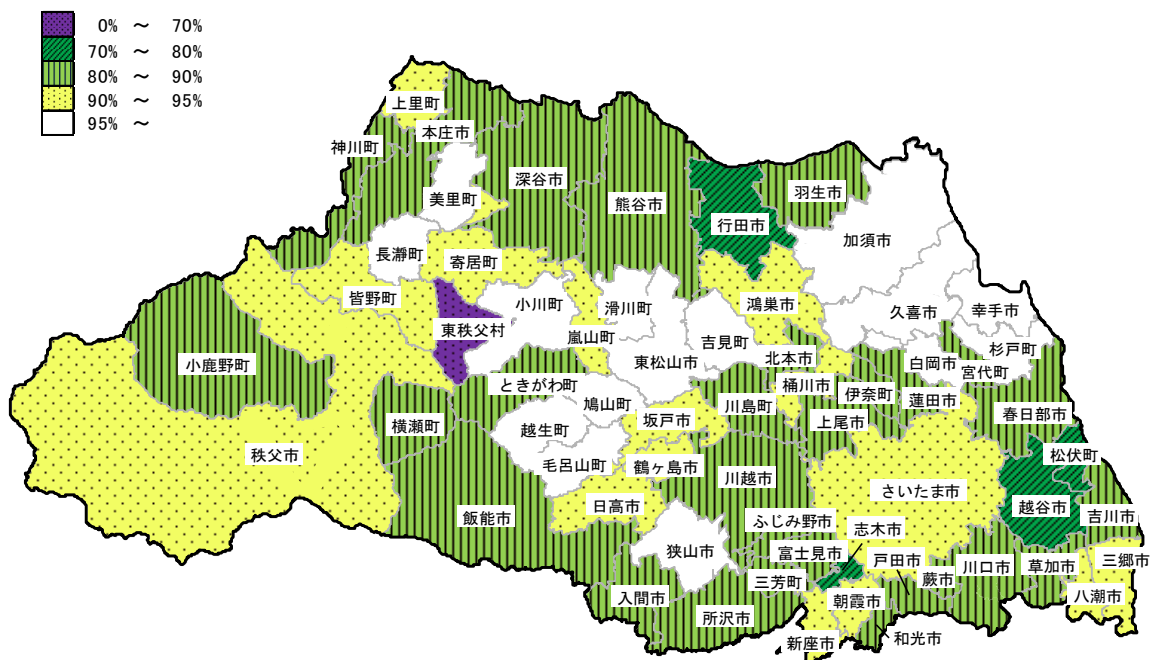 0% ～ 70%
70% ～ 80%
80% ～ 90%
90% ～ 95%
95% ～
上里町
本庄市
神川町
深谷市
美里町
熊谷市
羽生市
行田市
加須市
長瀞町
寄居町
皆野町
小川町
滑川町
鴻巣市
久喜市
幸手市
東秩父村
嵐山町
吉見町
杉戸町
小鹿野町
東松山市
北本市
白岡市
宮代町
ときがわ町
桶川市
伊奈町
蓮田市
鳩山町
川島町
春日部市
横瀬町
坂戸市
上尾市
越生町
秩父市
松伏町
毛呂山町
鶴ヶ島市
川越市
さいたま市
日高市
越谷市
吉川市
飯能市
ふじみ野市
志木市
狭山市
富士見市
戸田市
三郷市
三芳町
蕨市
川口市
草加市
入間市
朝霞市
八潮市
所沢市
新座市
和光市